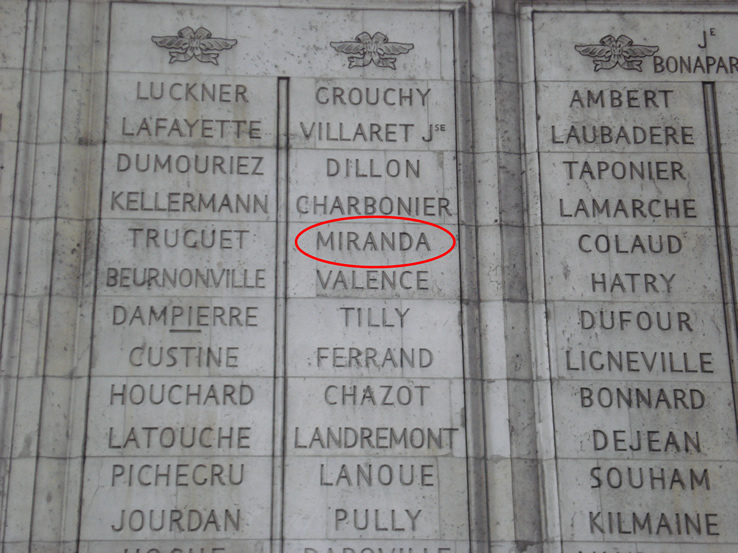 LUCKNER
LAFAYETTE
DUMOURIEZ
KELLERMANN
TRUGUET
BEURNONVILLE
DAMPIERRE
CUSTINE
HOUCHARD
LATOUCHE
PICHEGRU
JOURDAN
HOCHE
GROUCHY
VILLARET JSE
DILLON
CHARBONIER
MIRANDA
VALENCE
TILLY
FERRAND
CHAZOT
LANDREMONT
LANOUE
PULLY
JE
BONAPAR
AMBERT
LAUBADERE
TAPONIER
LAMARCHE
COLAUD
HATRY
DUFOUR
LIGNEVILLE
BONNARD
DEJEAN
SOUHAM
KILMAINE